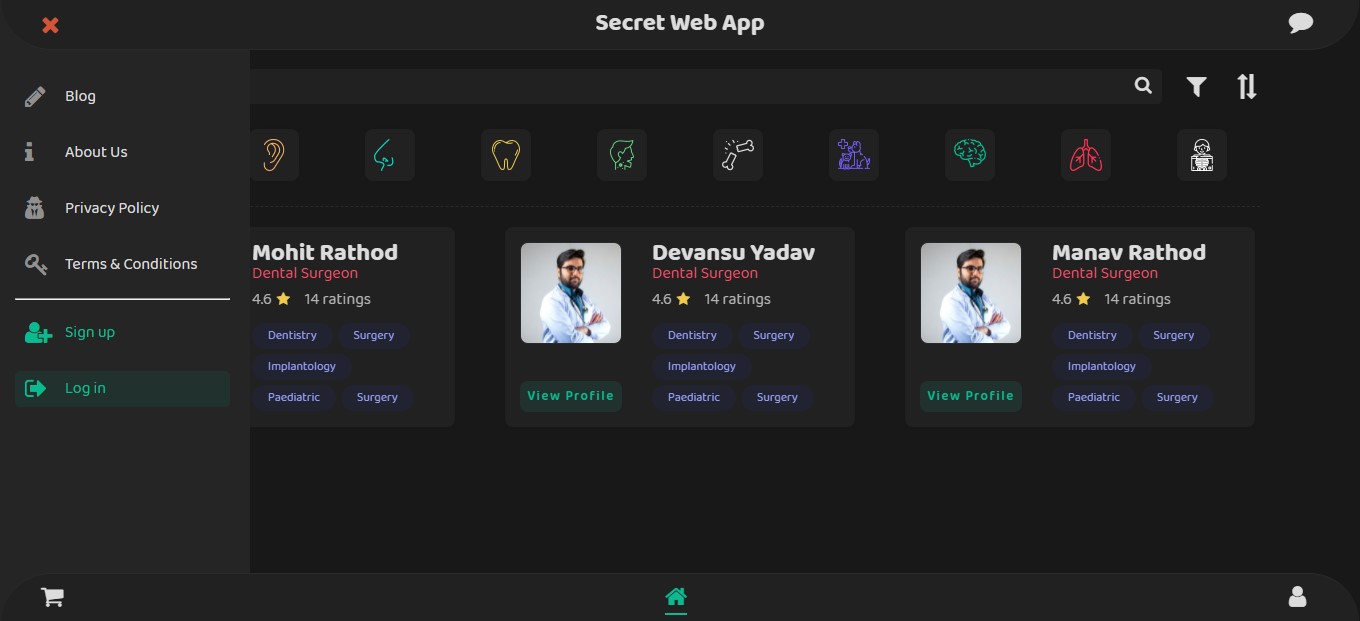 Secret Web App
Blog
About Us
Privacy Policy
Terms & Conditions
Sign up
Log in
Mohit Rathod
Dental Surgeon
4.6 14 ratings
Dentistry Surgery
Implantology
Paediatric Surgery
Devansu Yadav
Dental Surgeon
4.6 14 ratings
Dentistry Surgery
Implantology
Paediatric Surgery
View Profile
Manav Rathod
Dental Surgeon
4.6 14 ratings
Dentistry Surgery
Implantology
Paediatric Surgery
View Profile